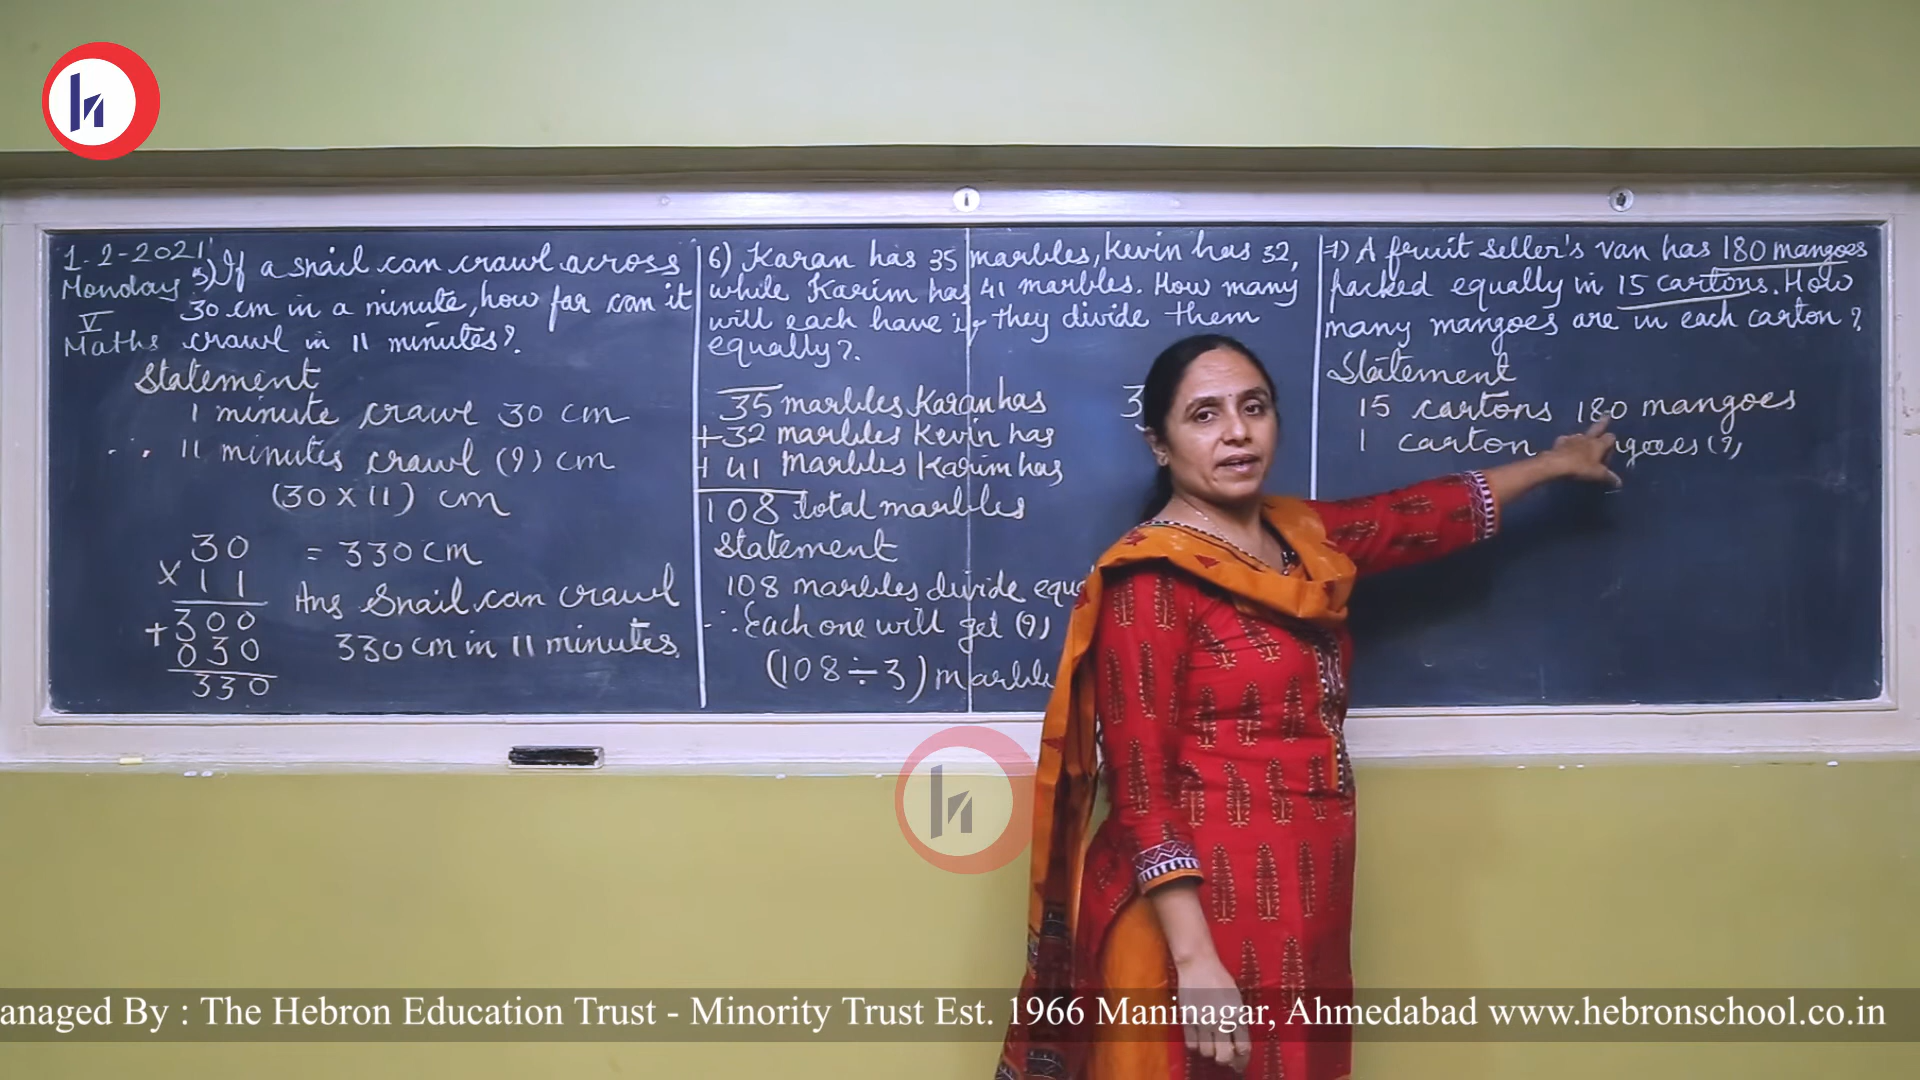 1-2-2021
Monday
V
Maths
5) If a snail can crawl across
30 cm in a minute, how far can it
crawl in 11 minutes?
Statement
1 minute crawl 30 cm
∴ 11 minutes crawl (?) cm
(30 × 11) cm
30
× 11
300
+ 030
330
= 330 cm
Ans Snail can crawl
330 cm in 11 minutes.
6) Karan has 35 marbles, Kevin has 32,
while Karim has 41 marbles. How many
will each have if they divide them
equally?
35 marbles Karan has
+32 marbles Kevin has
+ 41 marbles Karim has
108 total marbles
Statement
108 marbles divide
∴ Each one will get (?)
(108 ÷ 3)
7) A fruit seller's van has 180 mangoes
packed equally in 15 cartons. How
many mangoes are in each carton?
Statement
15 cartons 180 mangoes
1 carton (?)
h
h
anaged By : The Hebron Education Trust - Minority Trust Est. 1966 Maninagar, Ahmedabad www.hebronschool.co.in